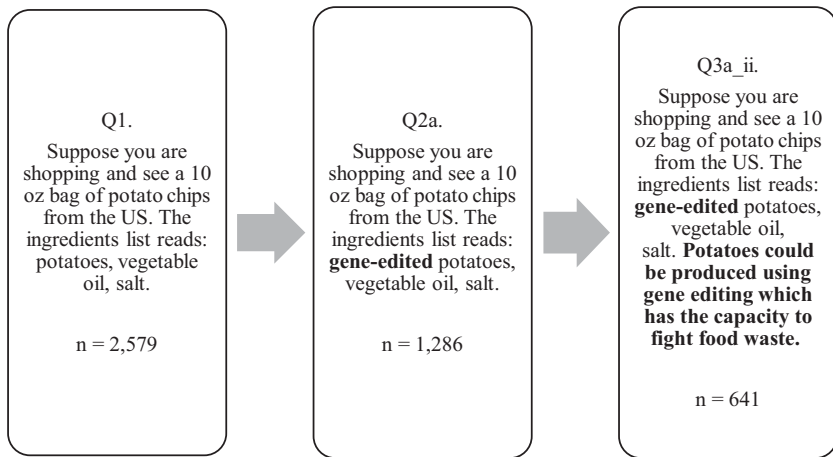 Q1.
Suppose you are
shopping and see a 10
oz bag of potato chips
from the US. The
ingredients list reads:
potatoes, vegetable
oil, salt.
n = 2,579
Q2a.
Suppose you are
shopping and see a 10
oz bag of potato chips
from the US. The
ingredients list reads:
gene-edited potatoes,
vegetable oil, salt.
n = 1,286
Q3a_ii.
Suppose you are
shopping and see a 10
oz bag of potato chips
from the US. The
ingredients list reads:
gene-edited potatoes,
vegetable oil,
salt. Potatoes could
be produced using
gene editing which
has the capacity to
fight food waste.
n = 641